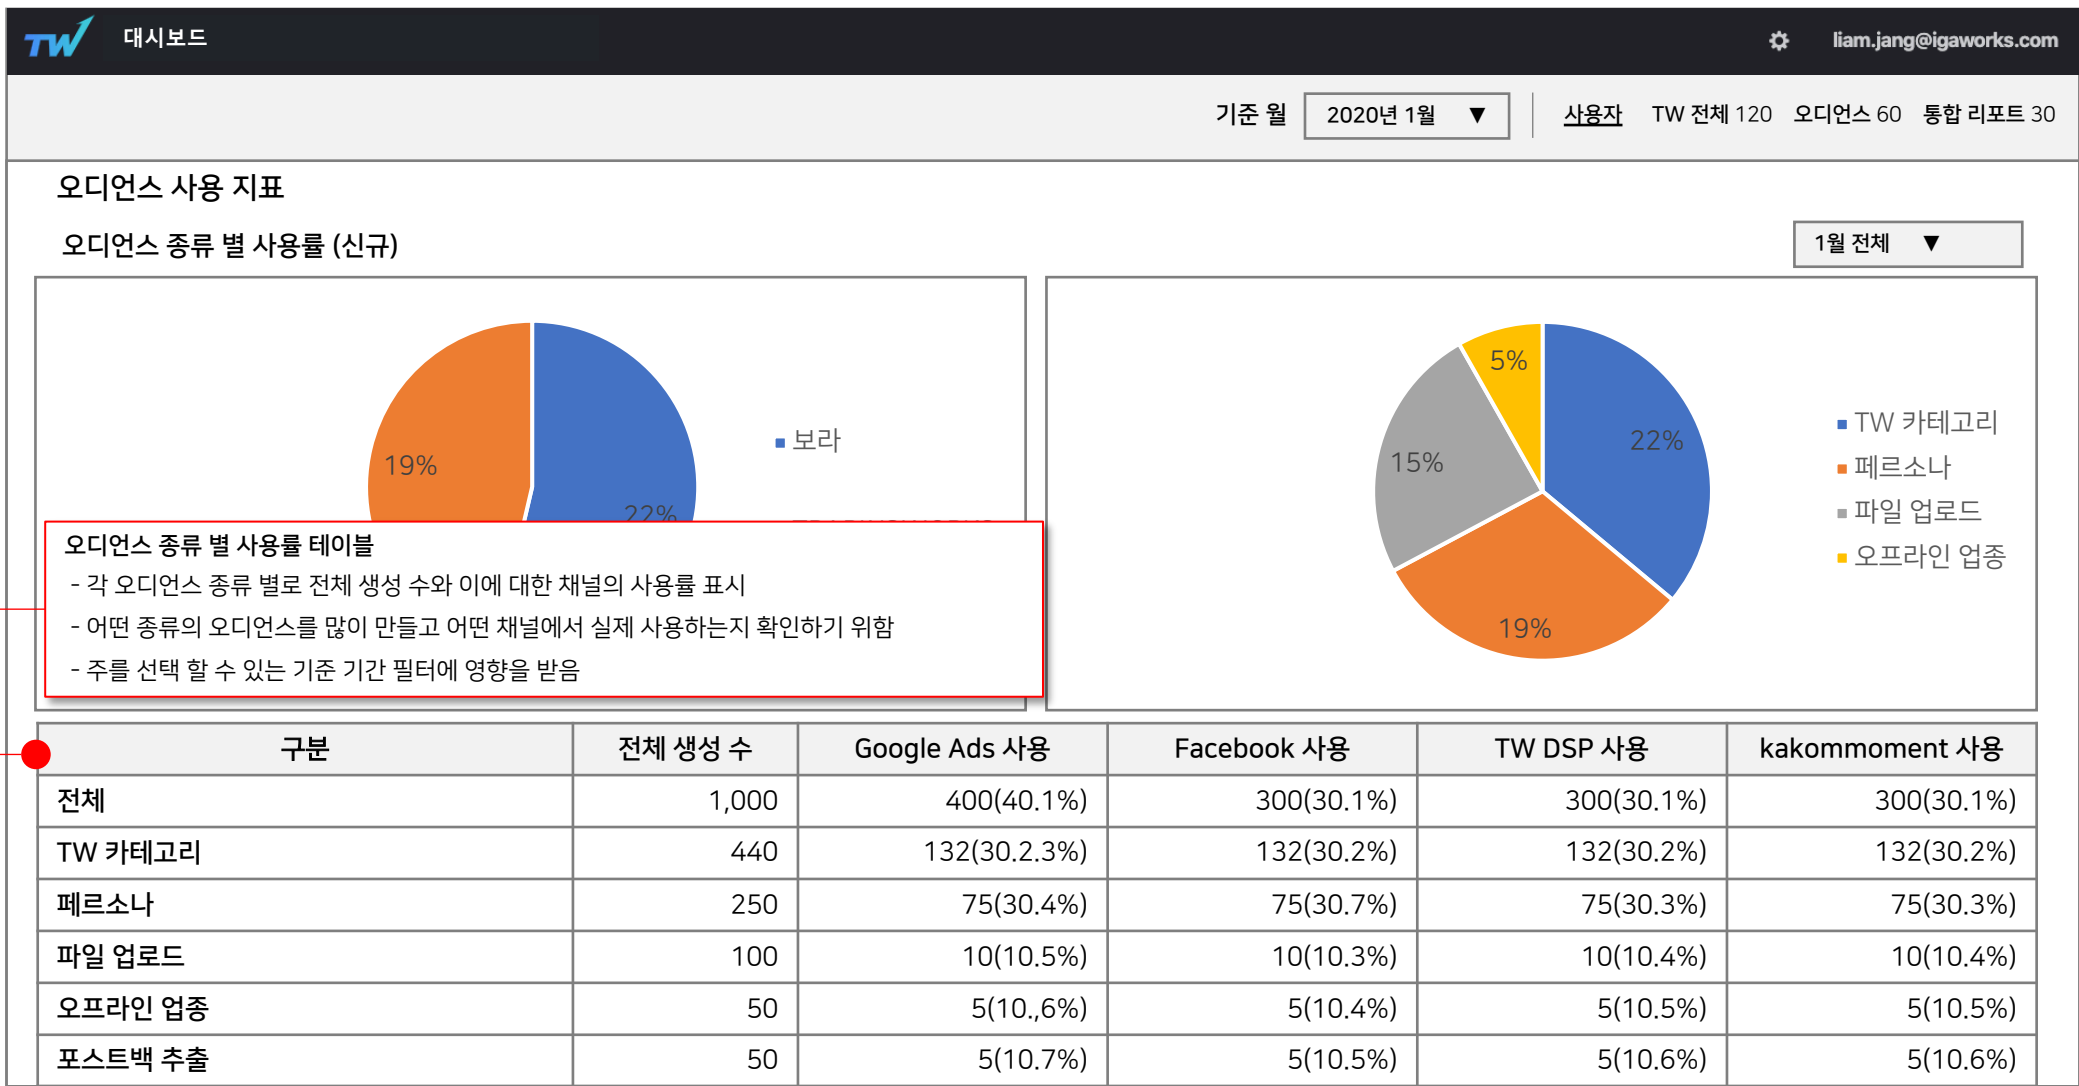 TW 대시보드 liam.jang@igaworks.com
기준 월 2020년 1월 ▼ 사용자 TW 전체 120 오디언스 60 통합 리포트 30
오디언스 사용 지표
오디언스 종류 별 사용률 (신규) 1월 전체 ▼
19%
22%
보라
5%
22%
15%
19%
TW 카테고리
페르소나
파일 업로드
오프라인 업종
오디언스 종류 별 사용률 테이블
- 각 오디언스 종류 별로 전체 생성 수와 이에 대한 채널의 사용률 표시
- 어떤 종류의 오디언스를 많이 만들고 어떤 채널에서 실제 사용하는지 확인하기 위함
- 주를 선택 할 수 있는 기준 기간 필터에 영향을 받음
구분 전체 생성 수 Google Ads 사용 Facebook 사용 TW DSP 사용 kakommoment 사용
전체 1,000 400(40.1%) 300(30.1%) 300(30.1%) 300(30.1%)
TW 카테고리 440 132(30.2.3%) 132(30.2%) 132(30.2%) 132(30.2%)
페르소나 250 75(30.4%) 75(30.7%) 75(30.3%) 75(30.3%)
파일 업로드 100 10(10.5%) 10(10.3%) 10(10.4%) 10(10.4%)
오프라인 업종 50 5(10.,6%) 5(10.4%) 5(10.5%) 5(10.5%)
포스트백 추출 50 5(10.7%) 5(10.5%) 5(10.6%) 5(10.6%)